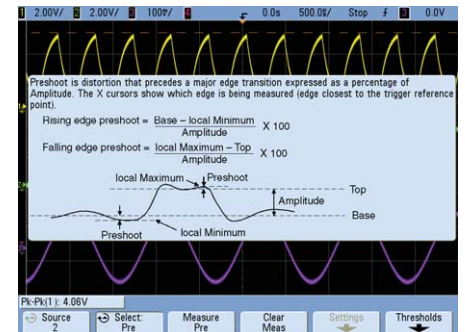 1 2.00V/ 2 2.00V/ 3 100▽/ 4 0.0s 500.0▽/ Stop 3 0.0V
Preshoot is distortion that precedes a major edge transition expressed as a percentage of
Amplitude. The X cursors show which edge is being measured (edge closest to the trigger reference
point).
Rising edge preshoot = Base – local Minimum / Amplitude X 100
Falling edge preshoot = local Maximum – Top / Amplitude X 100
local Maximum Preshoot
Top
Amplitude
Base
Preshoot local Minimum
Pk-Pk(1): 4.06V
Source Select: Measure Clear Settings Thresholds
2 Pre Pre Meas